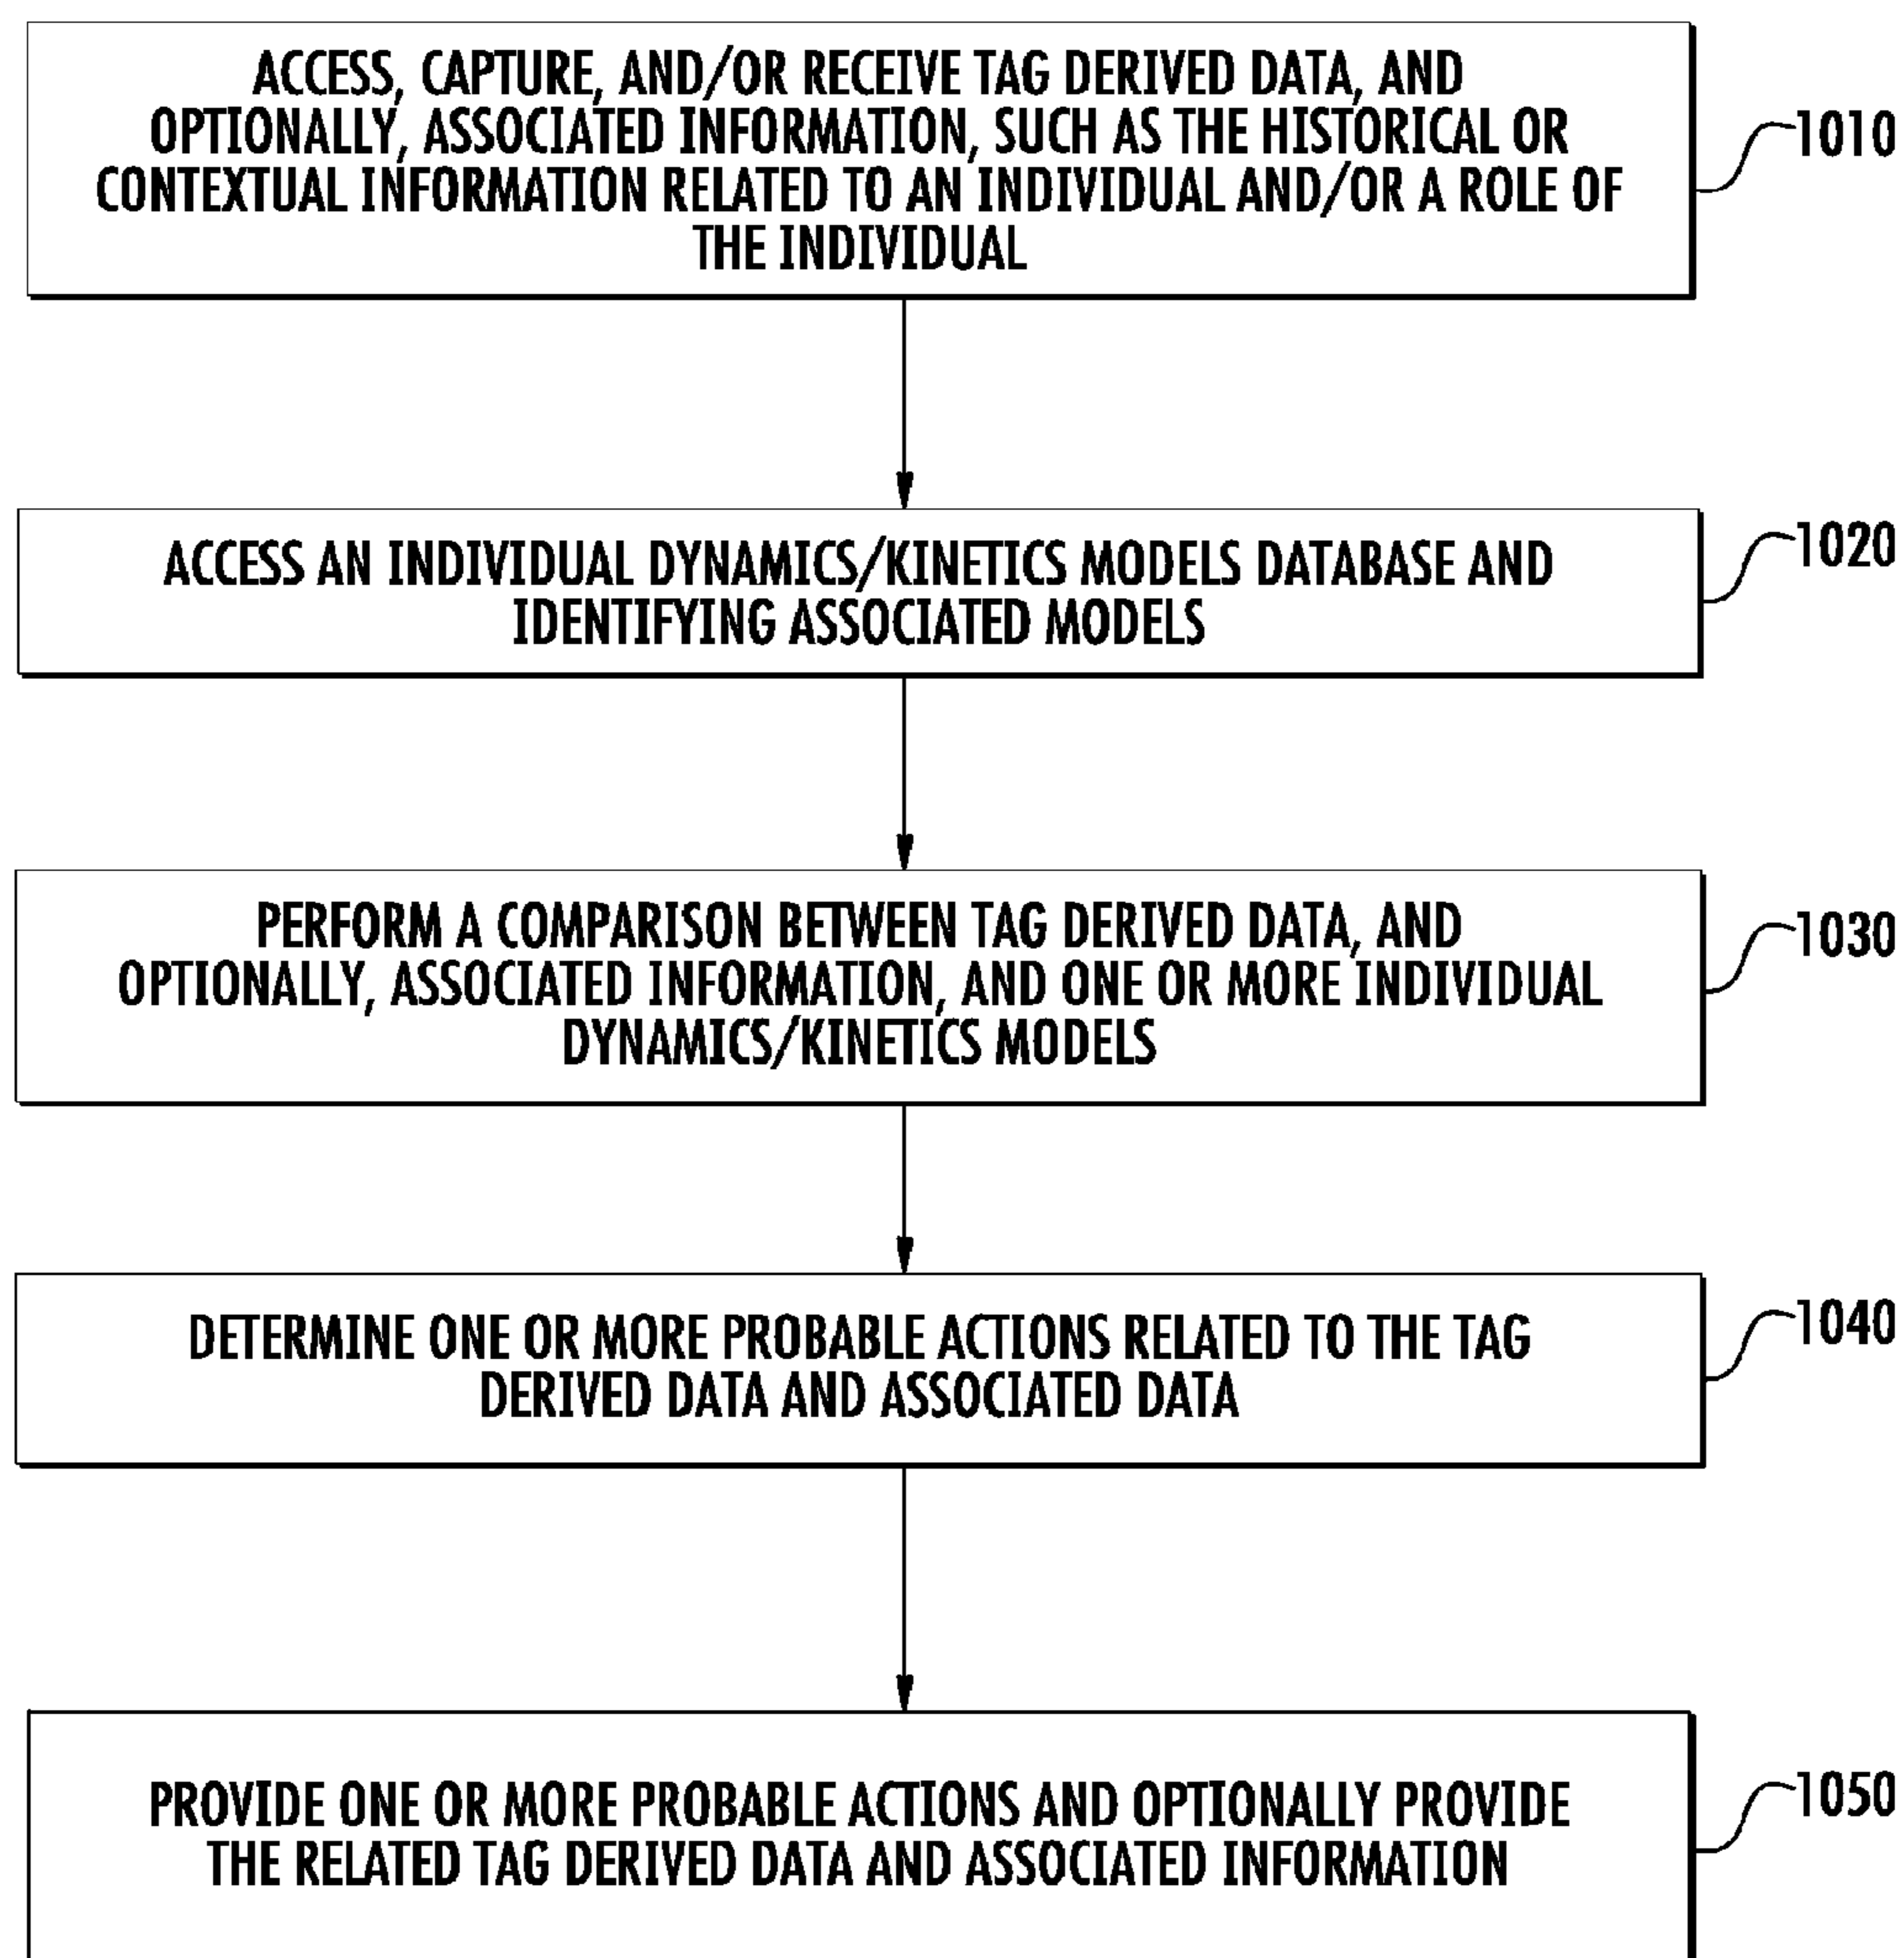 ACCESS, CAPTURE, AND/OR RECEIVE TAG DERIVED DATA, AND
OPTIONALLY, ASSOCIATED INFORMATION, SUCH AS THE HISTORICAL OR
CONTEXTUAL INFORMATION RELATED TO AN INDIVIDUAL AND/OR A ROLE OF
THE INDIVIDUAL
1010
ACCESS AN INDIVIDUAL DYNAMICS/KINETICS MODELS DATABASE AND
IDENTIFYING ASSOCIATED MODELS
1020
PERFORM A COMPARISON BETWEEN TAG DERIVED DATA, AND
OPTIONALLY, ASSOCIATED INFORMATION, AND ONE OR MORE INDIVIDUAL
DYNAMICS/KINETICS MODELS
1030
DETERMINE ONE OR MORE PROBABLE ACTIONS RELATED TO THE TAG
DERIVED DATA AND ASSOCIATED DATA
1040
PROVIDE ONE OR MORE PROBABLE ACTIONS AND OPTIONALLY PROVIDE
THE RELATED TAG DERIVED DATA AND ASSOCIATED INFORMATION
1050